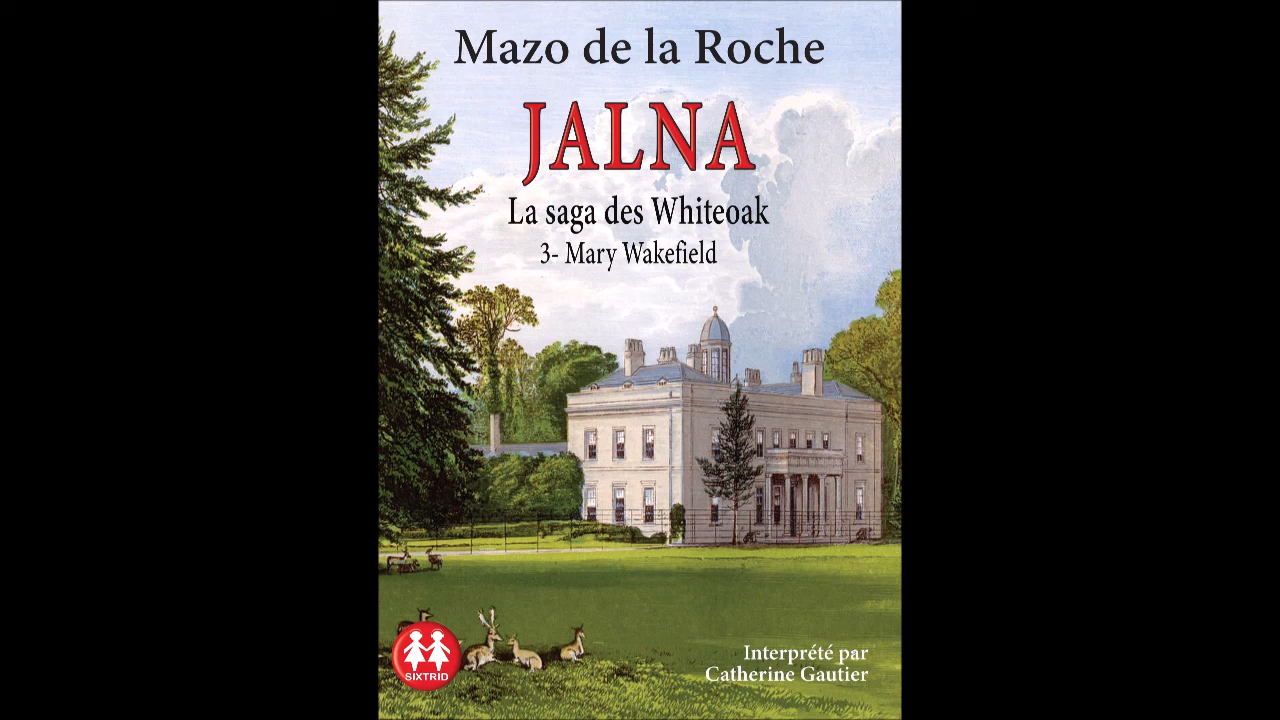 Mazo de la Roche
JALNA
La saga des Whiteoak
3- Mary Wakefield
Interprété par
Catherine Gautier
SIXTRID